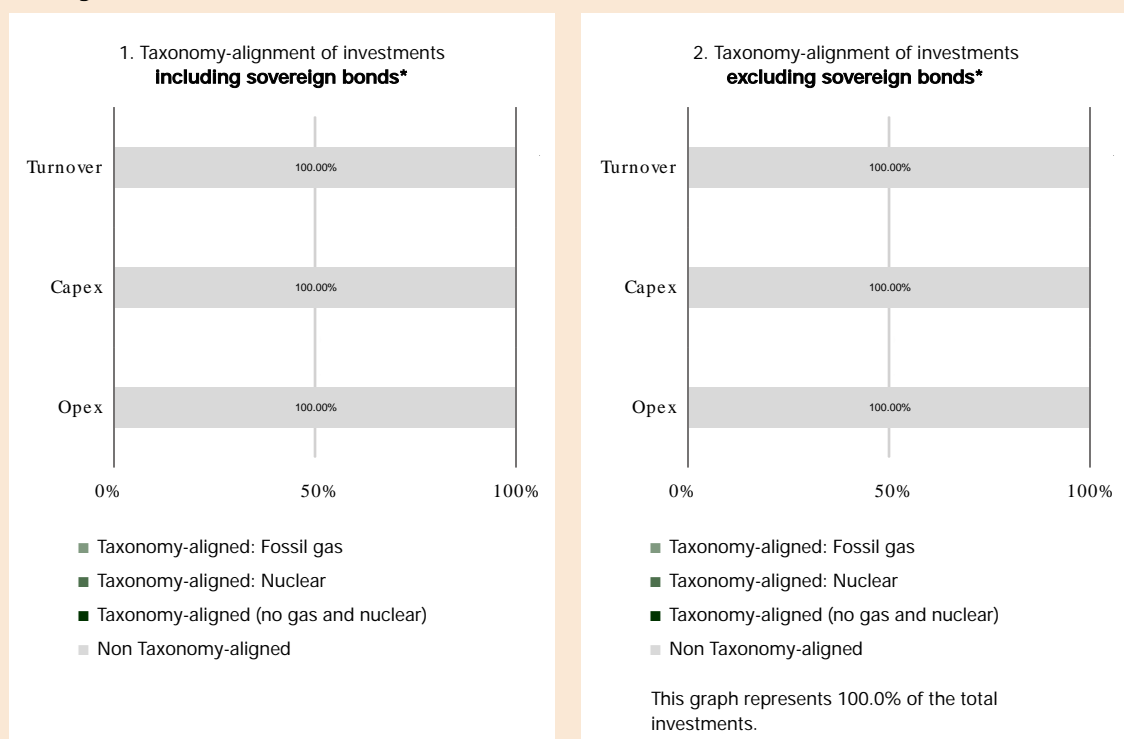 1. Taxonomy-alignment of investments
including sovereign bonds*
Turnover
100.00%
Capex
100.00%
Opex
100.00%
0% 50% 100%
Taxonomy-aligned: Fossil gas
Taxonomy-aligned: Nuclear
Taxonomy-aligned (no gas and nuclear)
Non Taxonomy-aligned
2. Taxonomy-alignment of investments
excluding sovereign bonds*
Turnover
100.00%
Capex
100.00%
Opex
100.00%
0% 50% 100%
Taxonomy-aligned: Fossil gas
Taxonomy-aligned: Nuclear
Taxonomy-aligned (no gas and nuclear)
Non Taxonomy-aligned
This graph represents 100.0% of the total
investments.